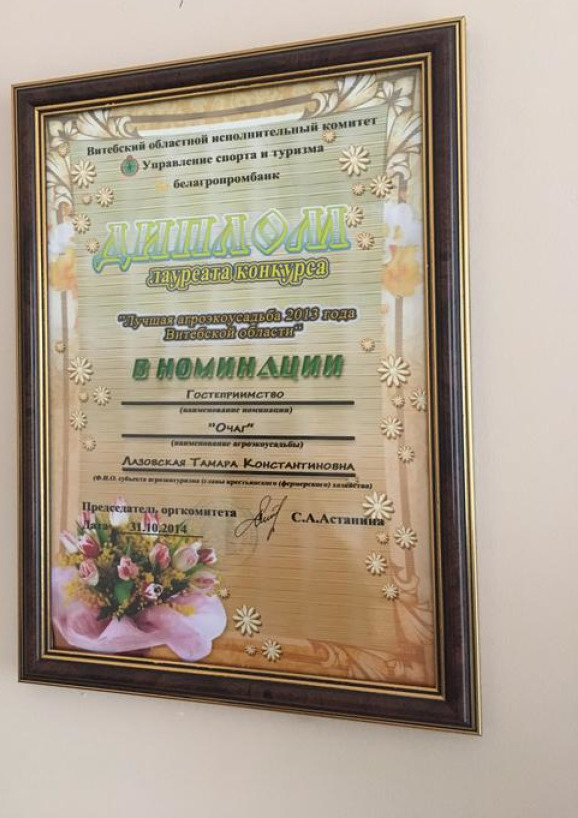 Витебский областной исполнительный комитет
Управление спорта и туризма
белагропромбанк
ДИПЛОМ
лауреата конкурса
"Лучшая агроэкоусадьба 2013 года
Витебской области"
В НОМИНАЦИИ
Гостеприимство
(наименование номинации)
"Очаг"
(наименование агроэкоусадьбы)
Лазовская Тамара Константиновна
(Ф.И.О. субъекта агроэкотуризма (главы крестьянского (фермерского) хозяйства)
Председатель оргкомитета
С.А.Астанина
Дата 31.10.2014